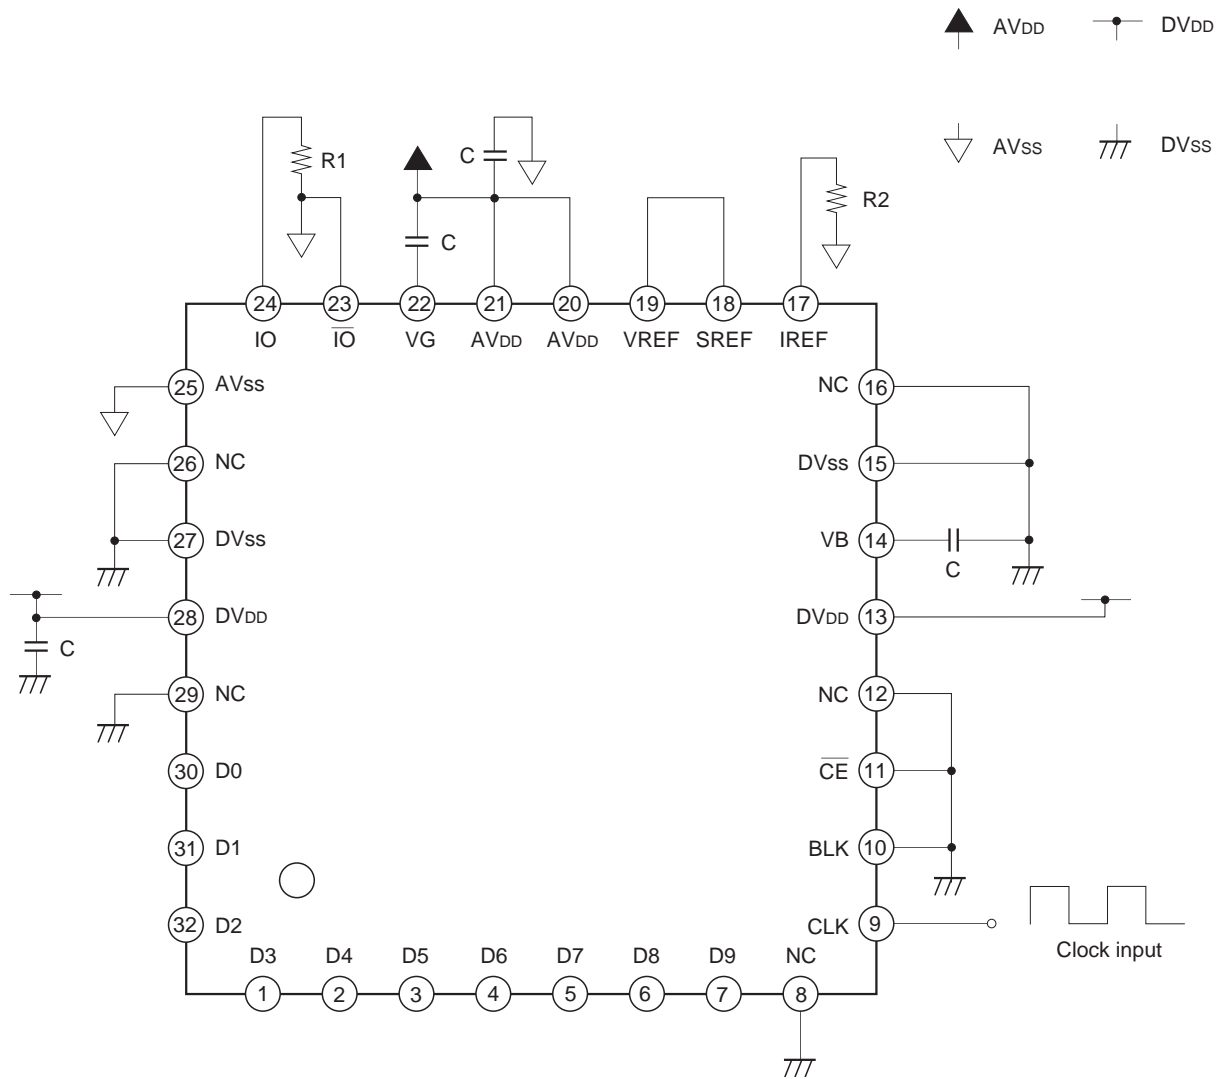 AVDD
DVDD
AVSS
DVSS
R1
C
C
R2
24 23 22 21 20 19 18 17
IO IO VG AVDD AVDD VREF SREF IREF
25 AVss
NC 16
26 NC
DVss 15
27 DVss
VB 14
C
28 DVDD
DVDD 13
C
29 NC
NC 12
30 D0
CE 11
31 D1
BLK 10
32 D2
CLK 9
Clock input
D3 D4 D5 D6 D7 D8 D9 NC
1 2 3 4 5 6 7 8